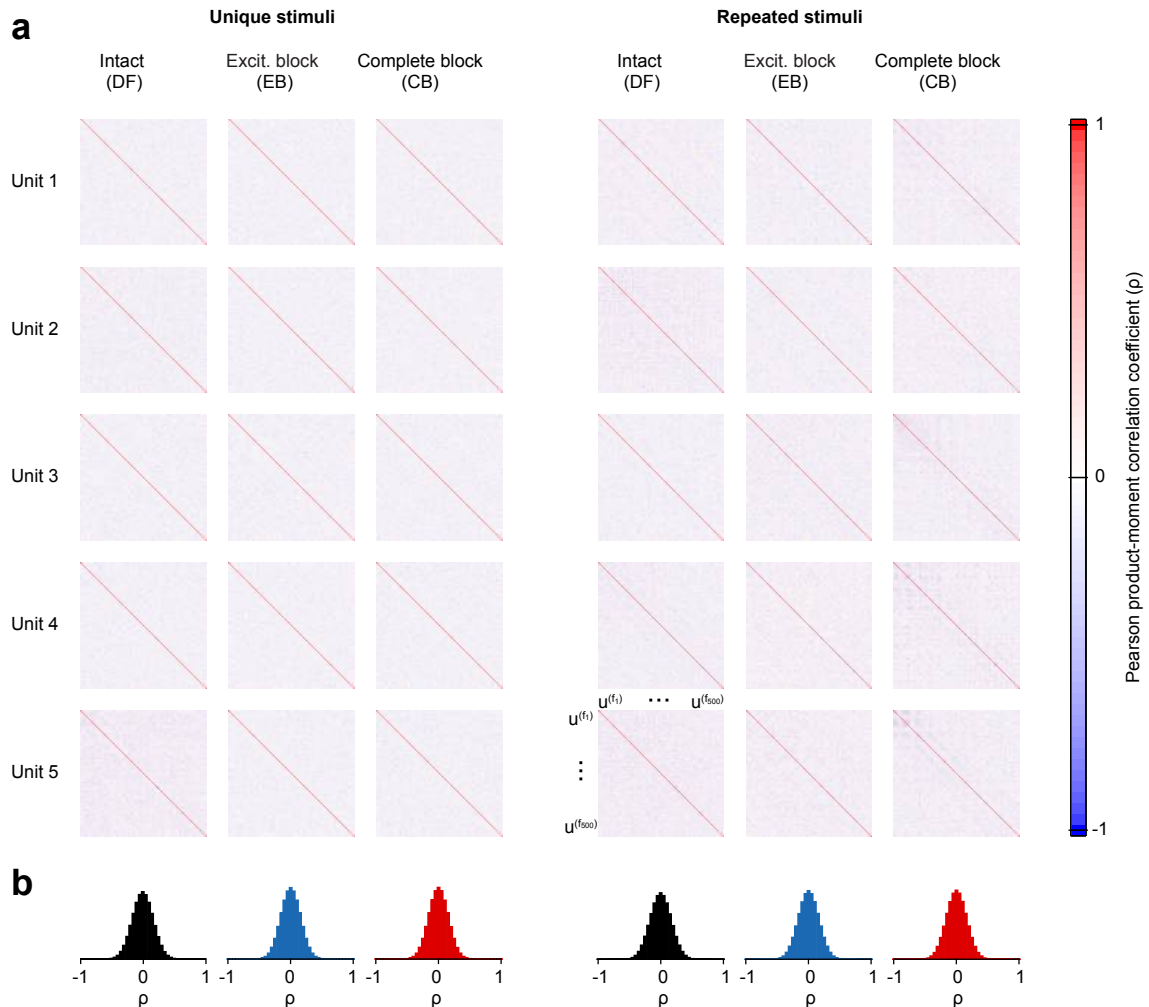 a
Unique stimuli
Repeated stimuli
Intact
(DF)
Excit. block
(EB)
Complete block
(CB)
Intact
(DF)
Excit. block
(EB)
Complete block
(CB)
Unit 1
Unit 2
Unit 3
Unit 4
Unit 5
u(f1) ... u(f500)
u(f1)
...
u(f500)
1
0
-1
Pearson product-moment correlation coefficient (ρ)
b
-1 0 1
ρ
-1 0 1
ρ
-1 0 1
ρ
-1 0 1
ρ
-1 0 1
ρ
-1 0 1
ρ